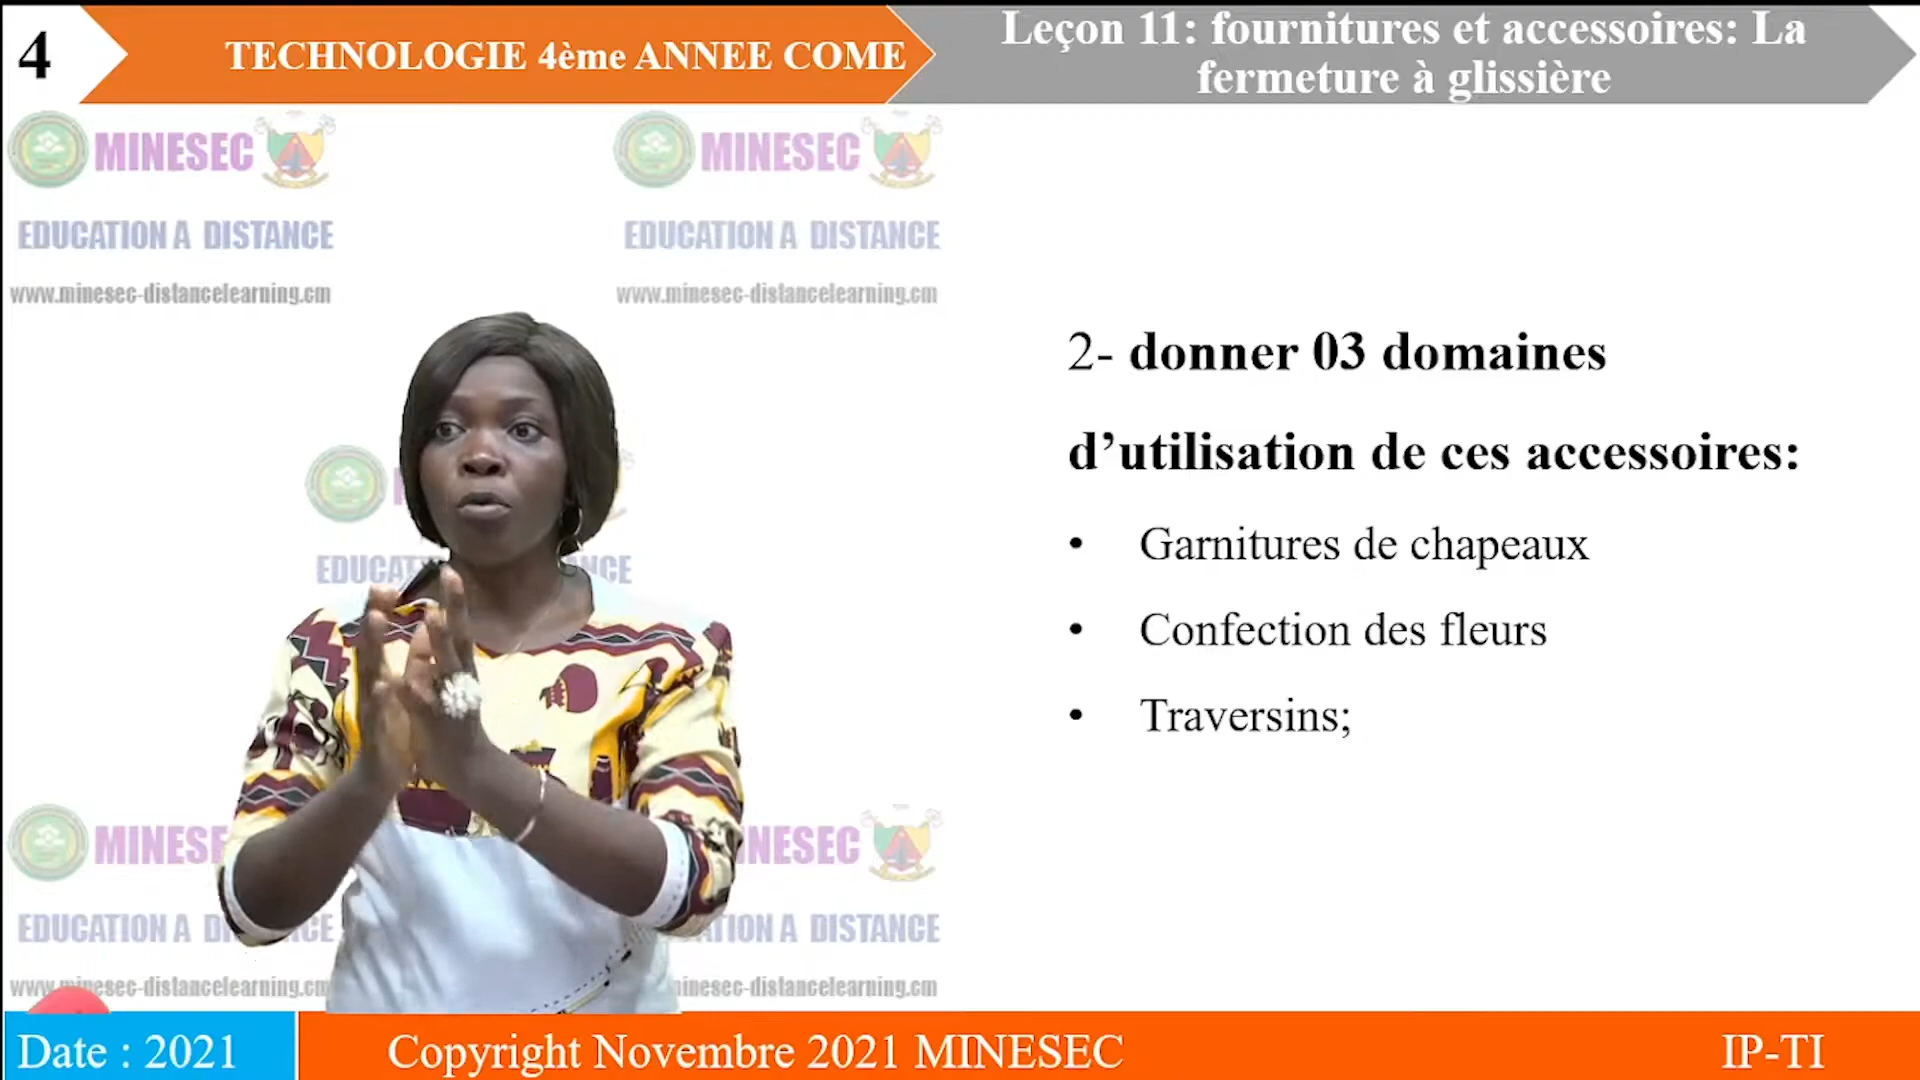 4
TECHNOLOGIE 4ème ANNEE COME
Leçon 11: fournitures et accessoires: La
fermeture à glissière
MINESEC
MINESEC
EDUCATION A DISTANCE
EDUCATION A DISTANCE
www.minesec-distancelearning.cm
www.minesec-distancelearning.cm
2- donner 03 domaines
d’utilisation de ces accessoires:
• Garnitures de chapeaux
• Confection des fleurs
• Traversins;
Date : 2021
Copyright Novembre 2021 MINESEC
IP-TI